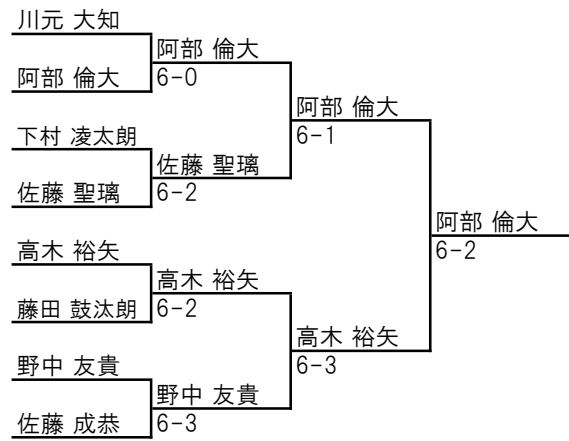 川元 大知
阿部 倫大
阿部 倫大
6-0
阿部 倫大
6-1
下村 凌太朗
佐藤 聖璃
佐藤 聖璃
6-2
阿部 倫大
6-2
高木 裕矢
高木 裕矢
藤田 鼓汰朗
6-2
高木 裕矢
6-3
野中 友貴
野中 友貴
佐藤 成恭
6-3